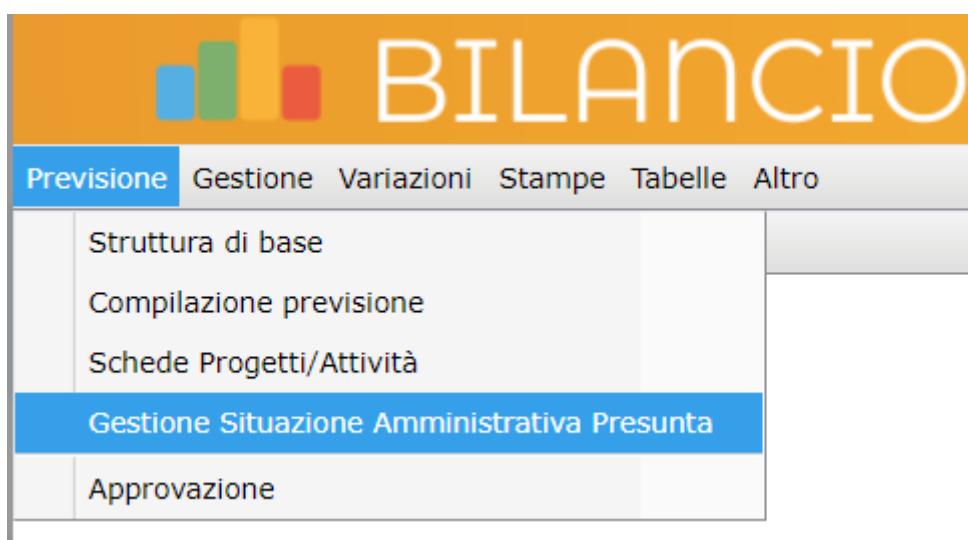 BILANCIO
Previsione Gestione Variazioni Stampe Tabelle Altro
Struttura di base
Compilazione previsione
Schede Progetti/Attività
Gestione Situazione Amministrativa Presunta
Approvazione